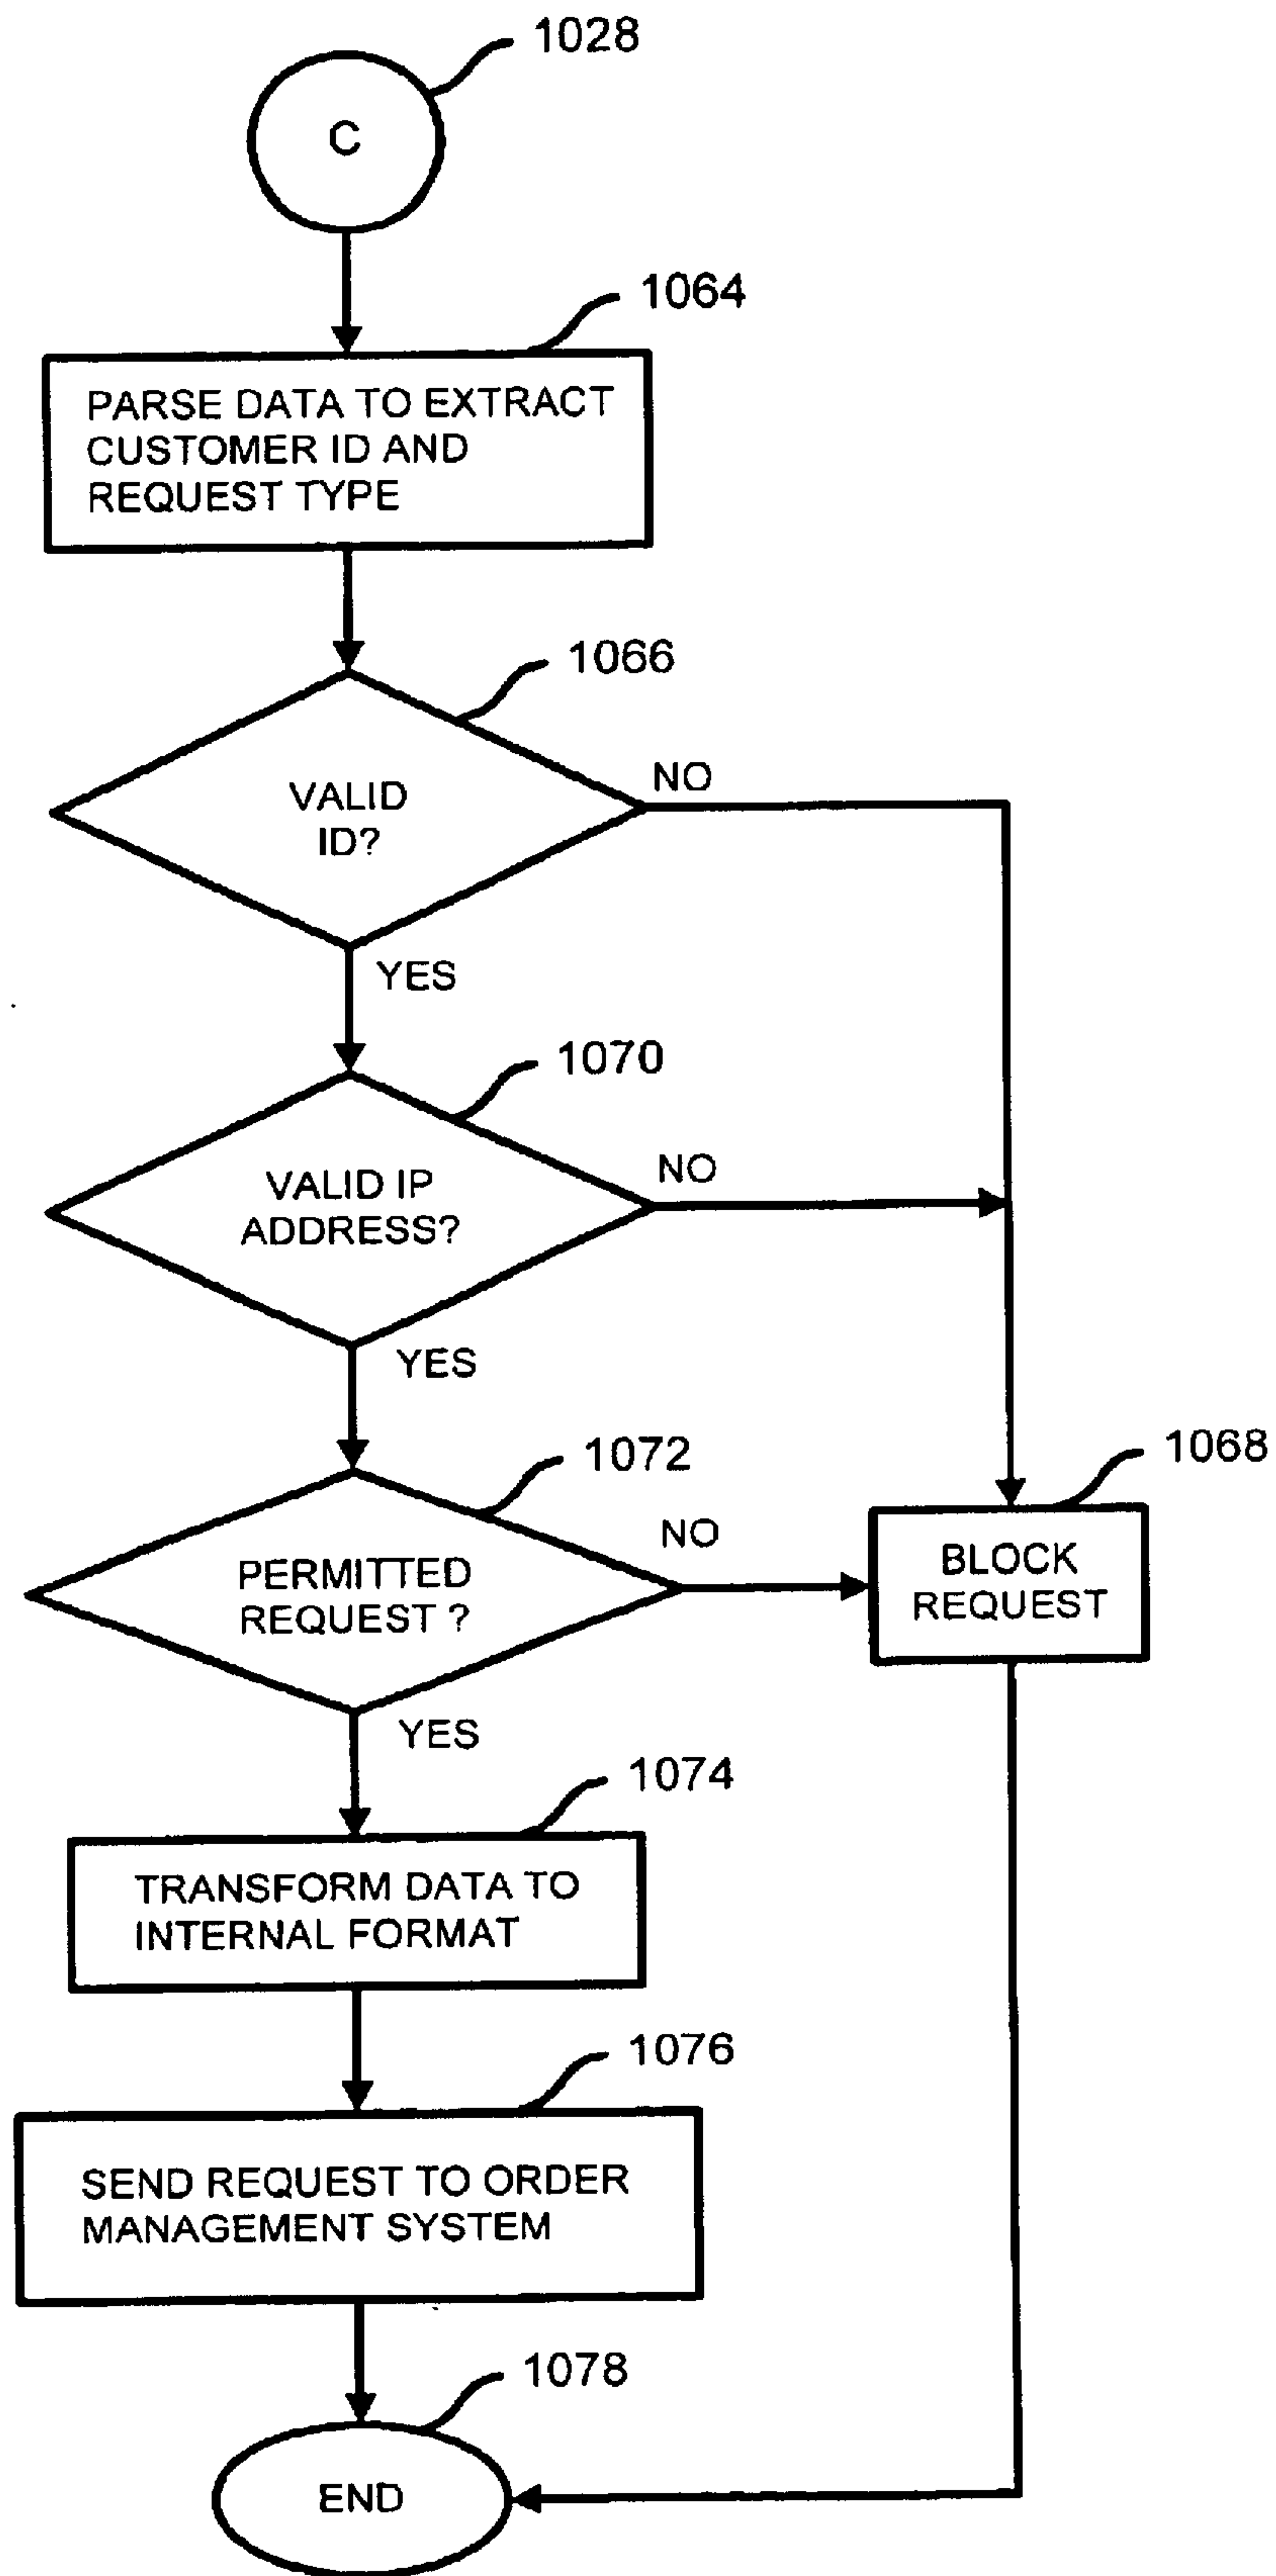 1028
C
1064
PARSE DATA TO EXTRACT
CUSTOMER ID AND
REQUEST TYPE
1066
VALID
ID?
NO
YES
1070
VALID IP
ADDRESS?
NO
YES
1072
PERMITTED
REQUEST ?
NO
1068
BLOCK
REQUEST
YES
1074
TRANSFORM DATA TO
INTERNAL FORMAT
1076
SEND REQUEST TO ORDER
MANAGEMENT SYSTEM
1078
END